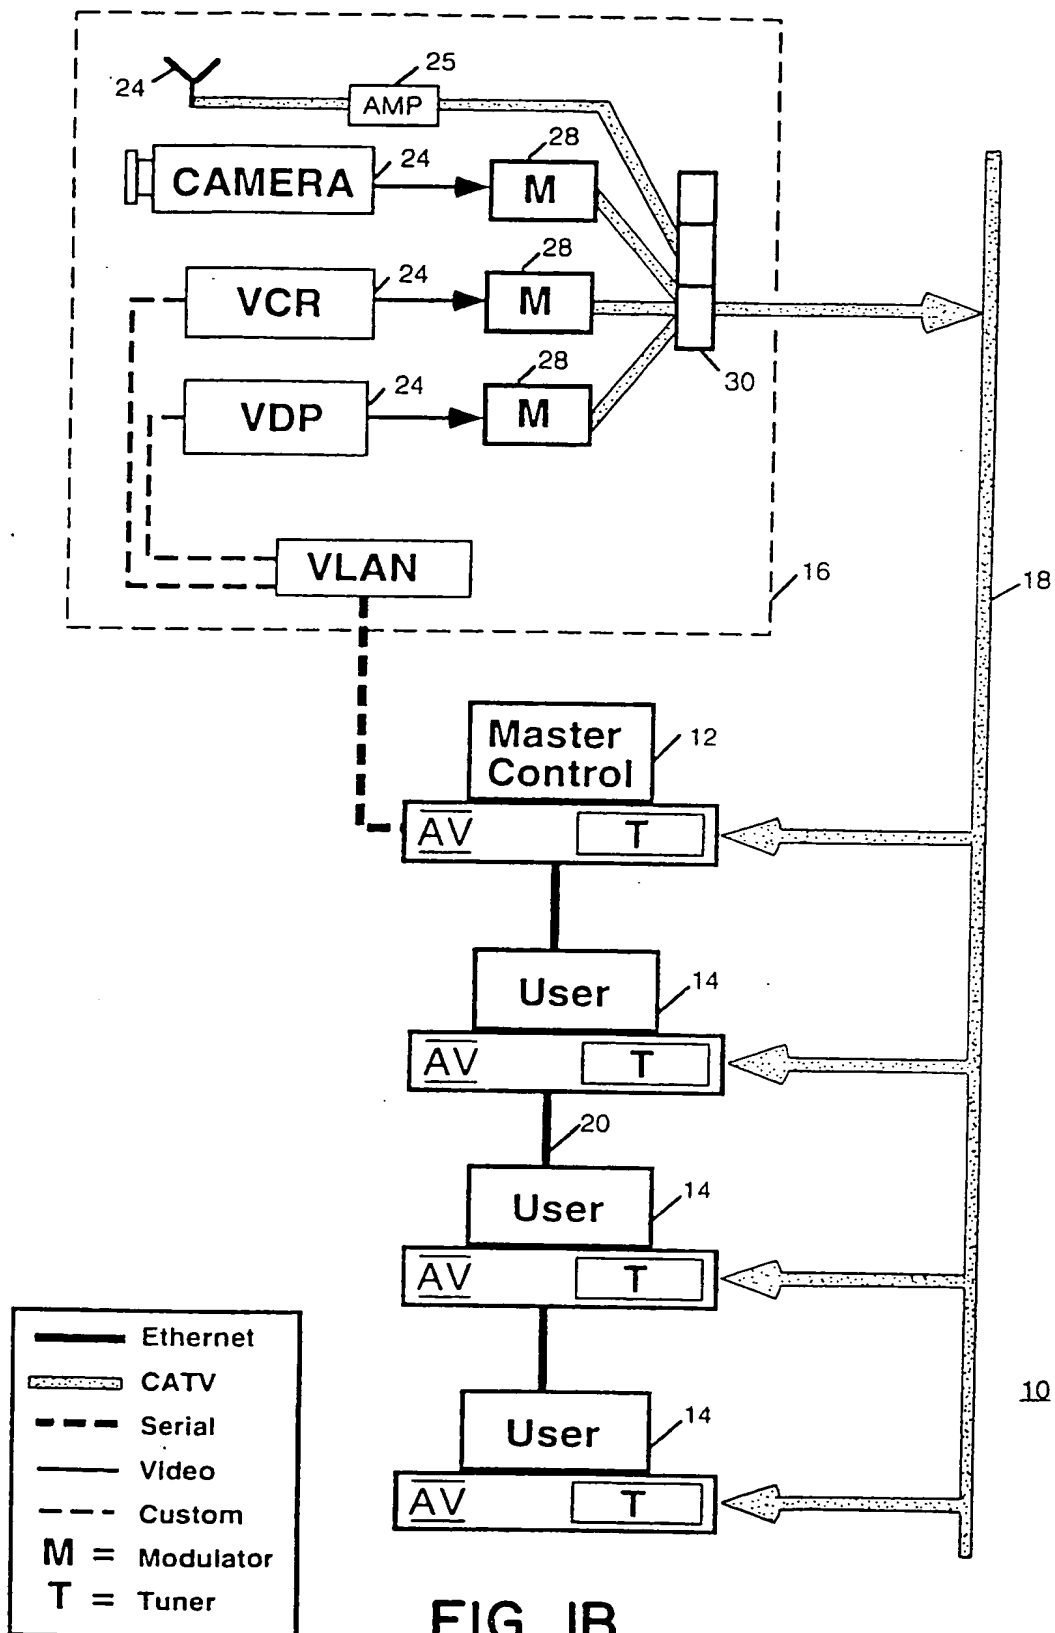 24
25
AMP
CAMERA
24
28
M
VCR
24
28
M
30
VDP
24
28
M
VLAN
16
18
Master
Control
12
AV
T
User
14
AV
T
20
User
14
AV
T
10
User
14
AV
T
Ethernet
CATV
Serial
Video
Custom
M = Modulator
T = Tuner
FIG. 1B